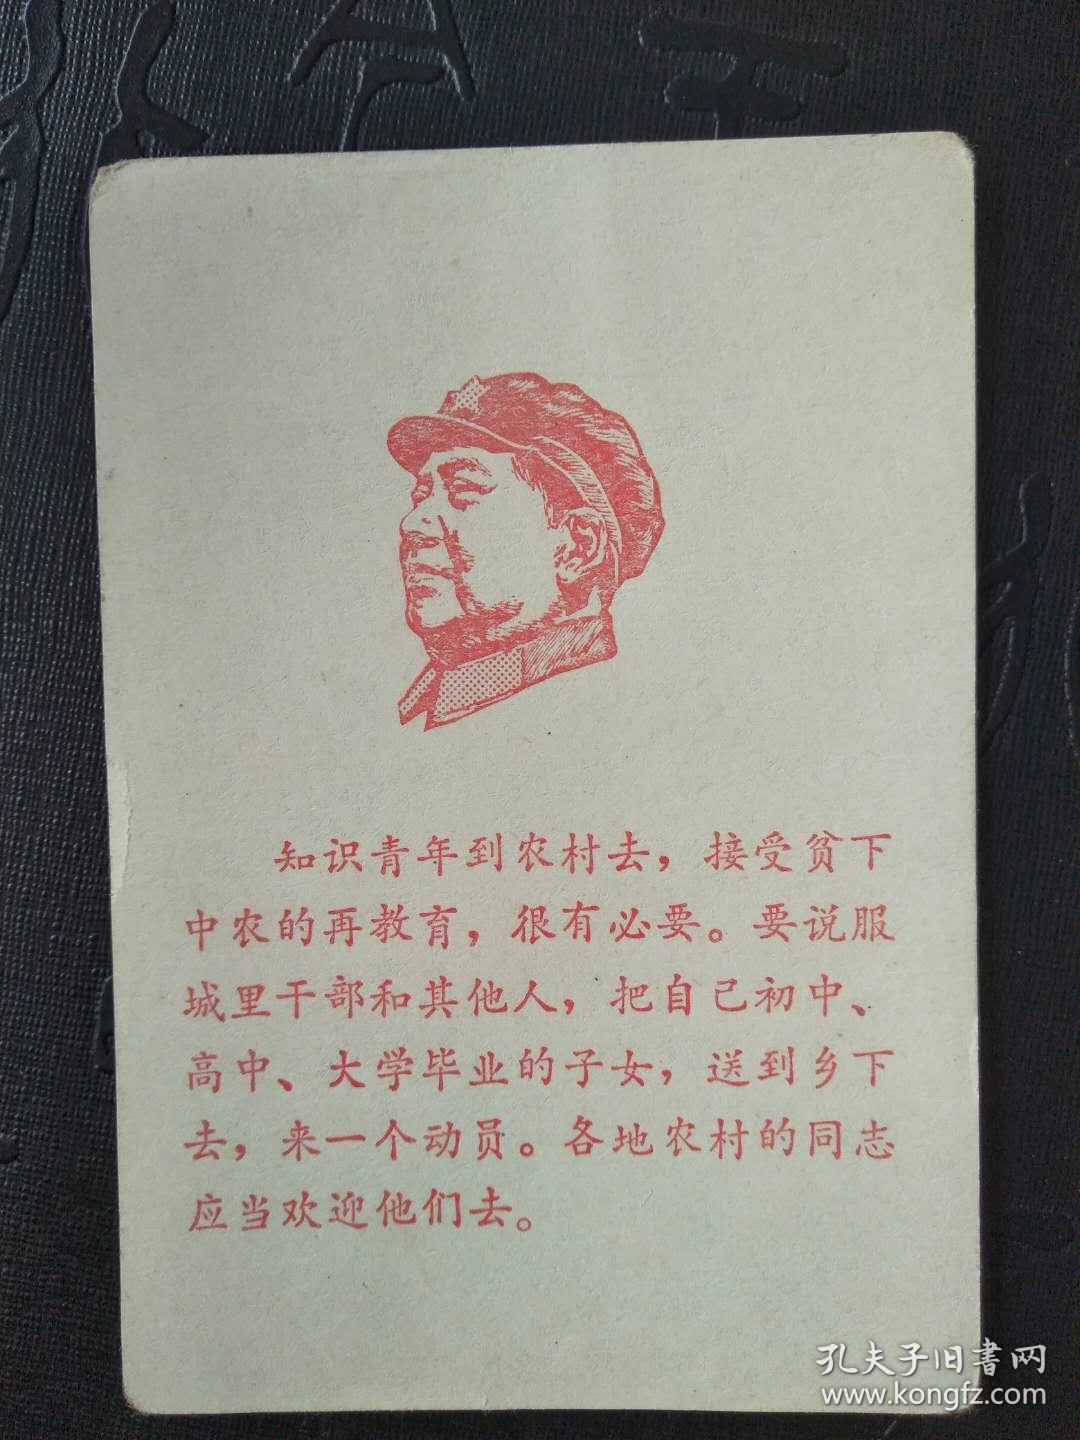 知识青年到农村去，接受贫下
中农的再教育，很有必要。要说服
城里干部和其他人，把自己初中、
高中、大学毕业的子女，送到乡下
去，来一个动员。各地农村的同志
应当欢迎他们去。
孔夫子旧書网
www.kongfz.com